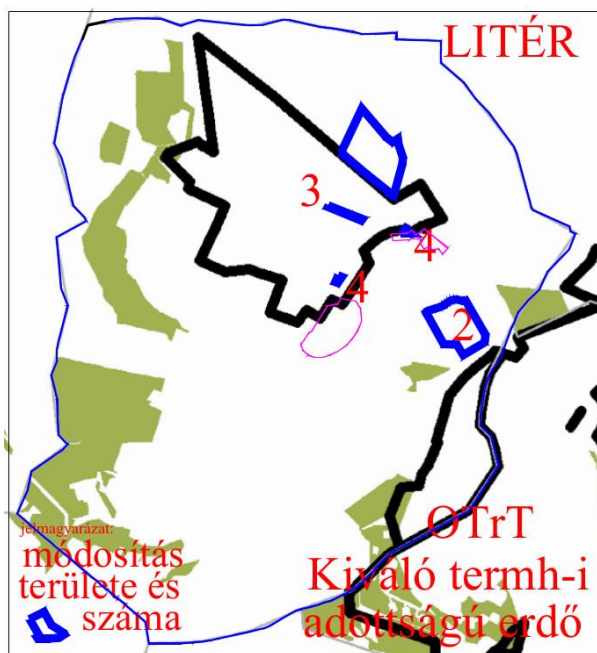 LITÉR
3
4
4
2
jelmagyarázat:
módosítás
területe és
száma
OTrT
Kiváló termh-i
adottságú erdő